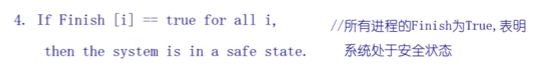 4. If Finish [i] == true for all i,
then the system is in a safe state.
//所有进程的Finish为True,表明
系统处于安全状态